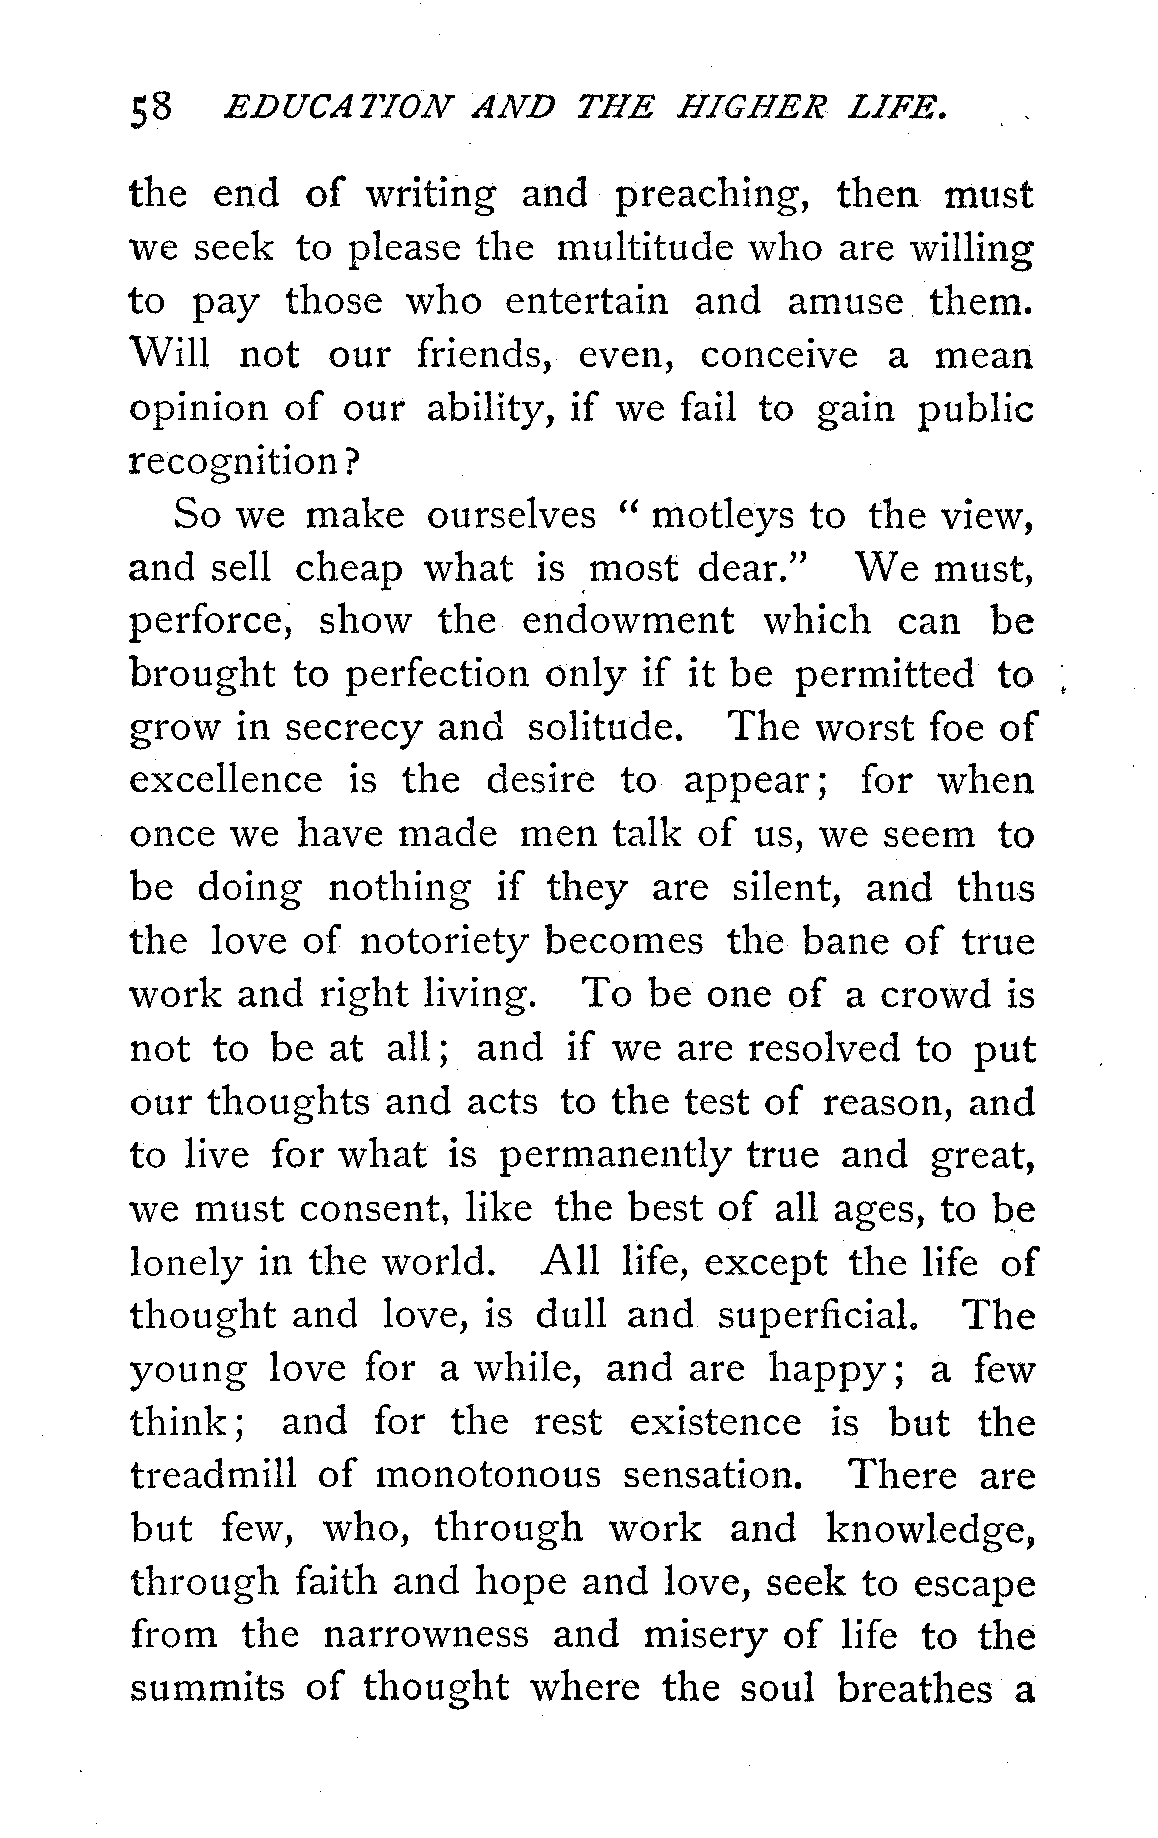 58 EDUCATION AND THE HIGHER LIFE.
the end of writing and preaching, then must
we seek to please the multitude who are willing
to pay those who entertain and amuse them.
Will not our friends, even, conceive a mean
opinion of our ability, if we fail to gain public
recognition?
So we make ourselves “ motleys to the view,
and sell cheap what is most dear.” We must,
perforce, show the endowment which can be
brought to perfection only if it be permitted to
grow in secrecy and solitude. The worst foe of
excellence is the desire to appear; for when
once we have made men talk of us, we seem to
be doing nothing if they are silent, and thus
the love of notoriety becomes the bane of true
work and right living. To be one of a crowd is
not to be at all; and if we are resolved to put
our thoughts and acts to the test of reason, and
to live for what is permanently true and great,
we must consent, like the best of all ages, to be
lonely in the world. All life, except the life of
thought and love, is dull and superficial. The
young love for a while, and are happy; a few
think; and for the rest existence is but the
treadmill of monotonous sensation. There are
but few, who, through work and knowledge,
through faith and hope and love, seek to escape
from the narrowness and misery of life to the
summits of thought where the soul breathes a